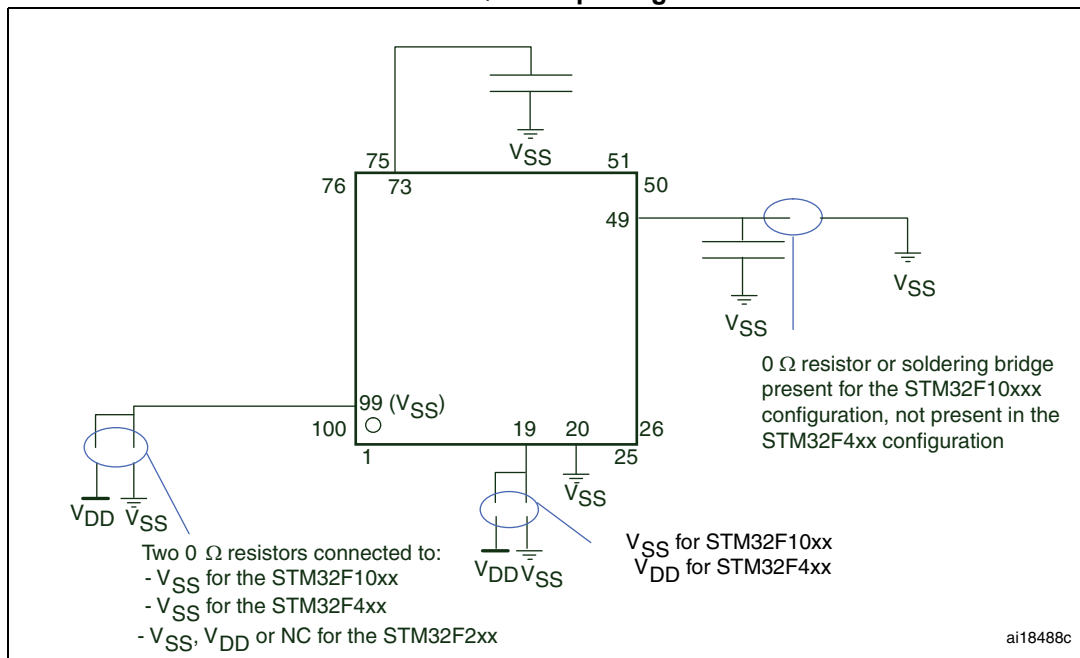 VSS
75
51
76
73
50
49
VSS
VSS
0 Ω resistor or soldering bridge
present for the STM32F10xxx
configuration, not present in the
STM32F4xx configuration
99 (VSS)
100
19
20
26
1
25
VSS
VDD VSS
Two 0 Ω resistors connected to:
- VSS for the STM32F10xx
- VSS for the STM32F4xx
- VSS, VDD or NC for the STM32F2xx
VDD VSS
VSS for STM32F10xx
VDD for STM32F4xx
ai18488c